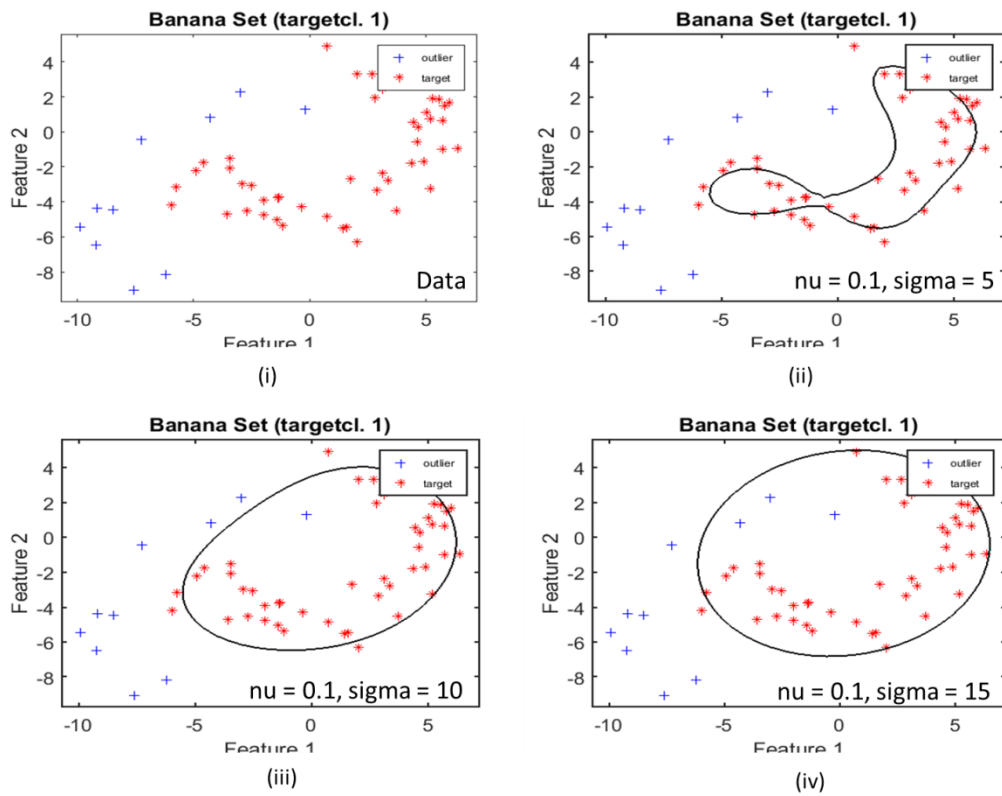 Banana Set (targetcl. 1)
outlier
target
4
2
0
-2
-4
-6
-8
Feature 2
-10
-5
0
5
Feature 1
Data
(i)
Banana Set (targetcl. 1)
outlier
target
4
2
0
-2
-4
-6
-8
Feature 2
-10
-5
0
5
Feature 1
nu = 0.1, sigma = 5
(ii)
Banana Set (targetcl. 1)
outlier
target
4
2
0
-2
-4
-6
-8
Feature 2
-10
-5
0
5
Feature 1
nu = 0.1, sigma = 10
(iii)
Banana Set (targetcl. 1)
outlier
target
4
2
0
-2
-4
-6
-8
Feature 2
-10
-5
0
5
Feature 1
nu = 0.1, sigma = 15
(iv)